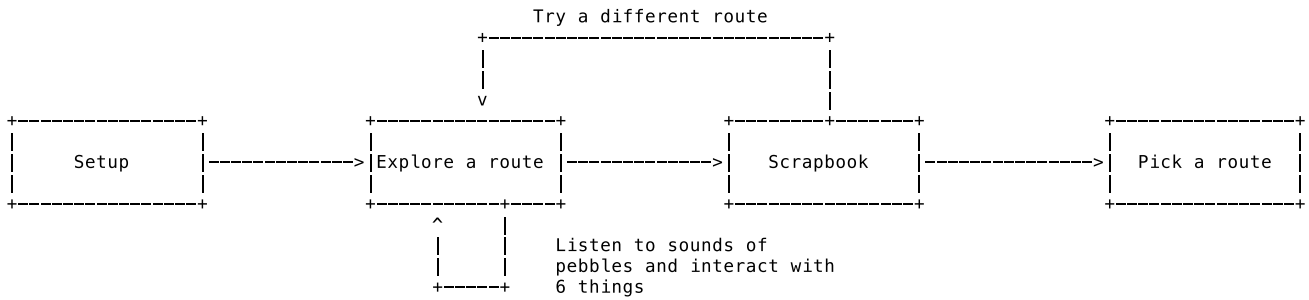 Try a different route
Setup
Explore a route
Scrapbook
Pick a route
Listen to sounds of
pebbles and interact with
6 things